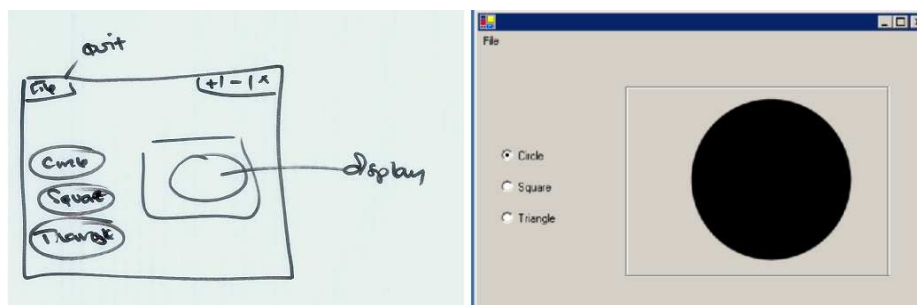 Quit
File
+ | - | x
Circle
Square
Triangle
display
File
Circle
Square
Triangle